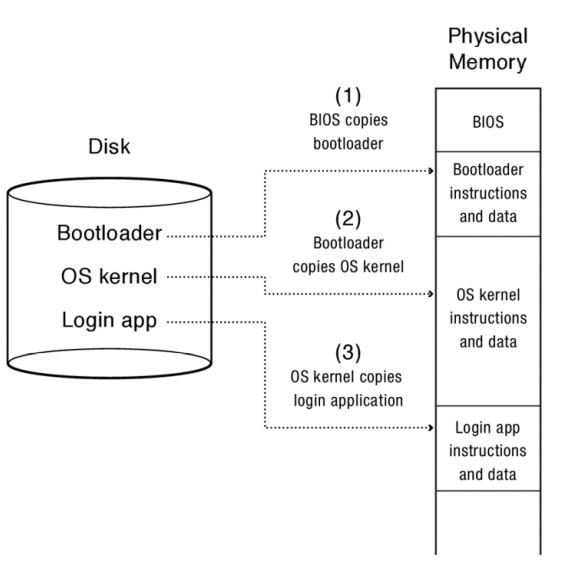 Physical
Memory
Disk
Bootloader
OS kernel
Login app
(1)
BIOS copies
bootloader
(2)
Bootloader
copies OS kernel
(3)
OS kernel copies
login application
BIOS
Bootloader
instructions
and data
OS kernel
instructions
and data
Login app
instructions
and data